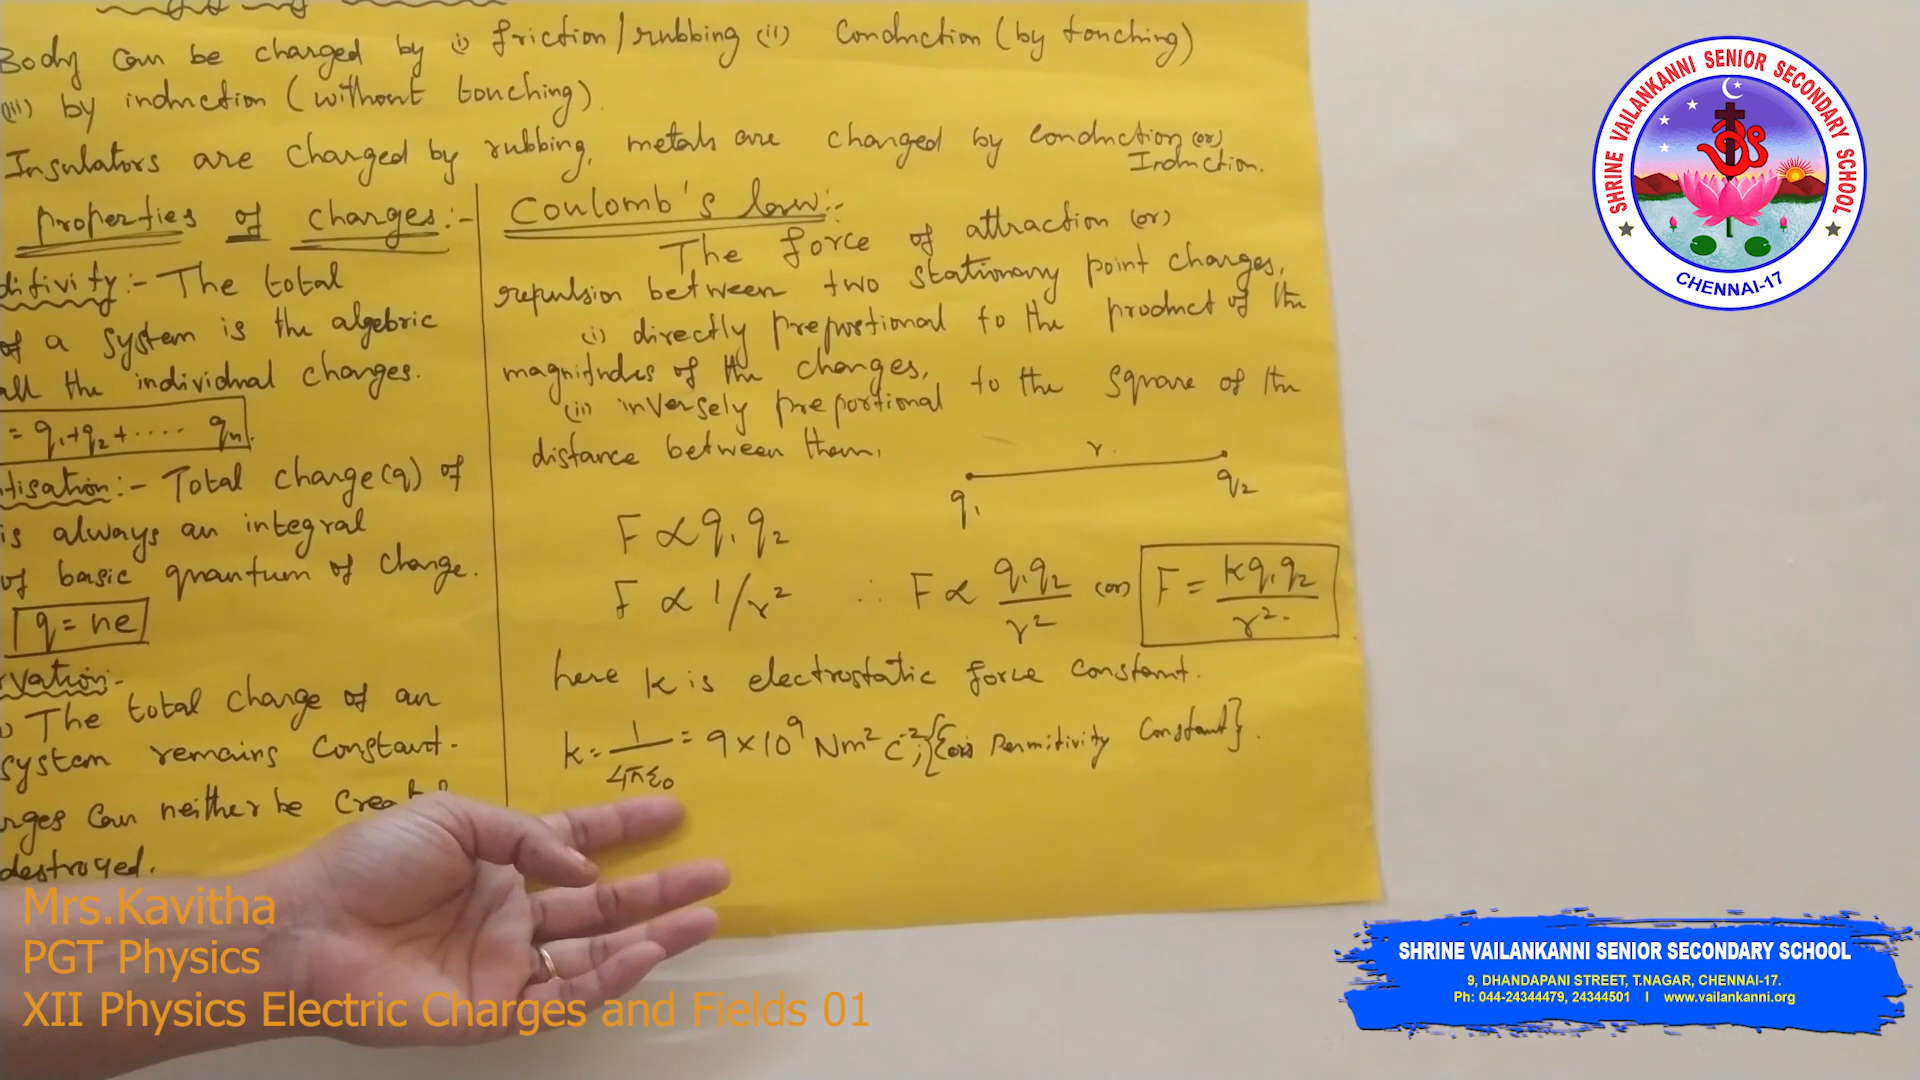 Body can be charged by (i) friction/rubbing (ii) Conduction (by touching)
(iii) by induction (without touching).
Insulators are charged by rubbing, metals are charged by conduction (or)
Induction.
properties of charges:-
ditivity:- The total
of a system is the algebric
all the individual charges.
= q1+q2+..... qn.
tisation:- Total charge(q) of
is always an integral
of basic quantum of charge.
q = ne
rvation:-
The total charge of an
system remains constant.
rges can neither be
destroyed.
Coulomb's law:-
The force of attraction (or)
repulsion between two stationary point charges,
(i) directly preportional to the product of the
magnitudes of the charges,
(ii) inversely preportional to the square of the
distance between them.
r.
q1 q2
F ∝ q1 q2
F ∝ 1/r²
∴ F ∝ q1q2/r² (or) F = kq1q2/r².
here k is electrostatic force constant.
k = 1/4πε0 = 9×10⁹ Nm² C⁻²; Permitivity Constant}.
Mrs.Kavitha
PGT Physics
XII Physics Electric Charges and Fields 01
SHRINE VAILANKANNI SENIOR SECONDARY SCHOOL
CHENNAI-17
SHRINE VAILANKANNI SENIOR SECONDARY SCHOOL
9, DHANDAPANI STREET, T.NAGAR, CHENNAI-17.
Ph: 044-24344479, 24344501 I www.vailankanni.org